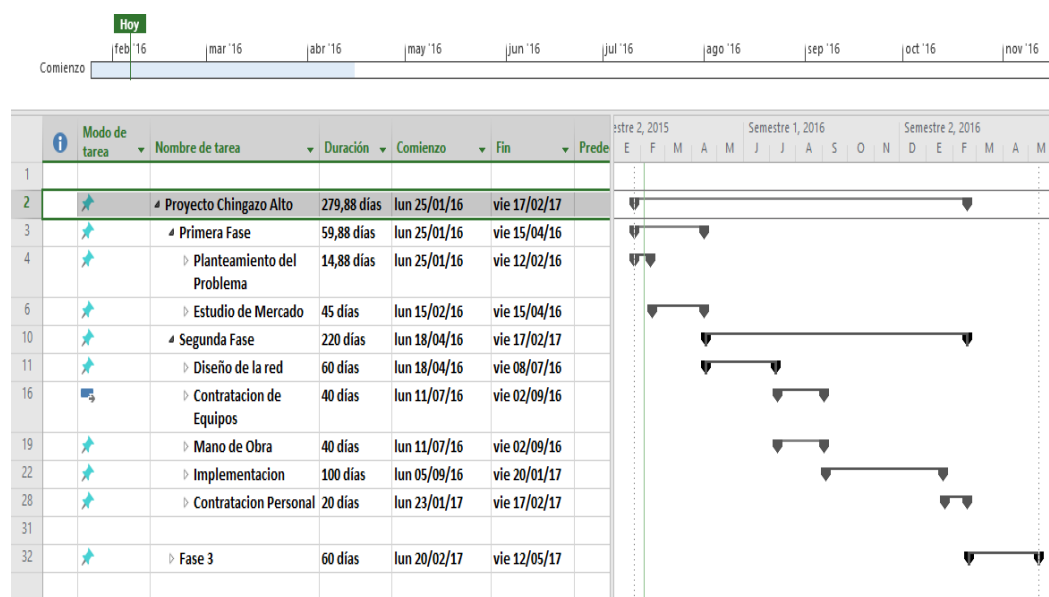 Hoy
feb '16 mar '16 abr '16 may '16 jun '16 jul '16 ago '16 sep '16 oct '16 nov '16
Comienzo
estre 2, 2015 Semestre 1, 2016 Semestre 2, 2016
Modo de tarea Nombre de tarea Duración Comienzo Fin Prede E F M A M J J A S O N D E F M A M
1
2 Proyecto Chingazo Alto 279,88 días lun 25/01/16 vie 17/02/17
3 Primera Fase 59,88 días lun 25/01/16 vie 15/04/16
4 Planteamiento del 14,88 días lun 25/01/16 vie 12/02/16
Problema
6 Estudio de Mercado 45 días lun 15/02/16 vie 15/04/16
10 Segunda Fase 220 días lun 18/04/16 vie 17/02/17
11 Diseño de la red 60 días lun 18/04/16 vie 08/07/16
16 Contratacion de 40 días lun 11/07/16 vie 02/09/16
Equipos
19 Mano de Obra 40 días lun 11/07/16 vie 02/09/16
22 Implementacion 100 días lun 05/09/16 vie 20/01/17
28 Contratacion Personal 20 días lun 23/01/17 vie 17/02/17
31
32 Fase 3 60 días lun 20/02/17 vie 12/05/17